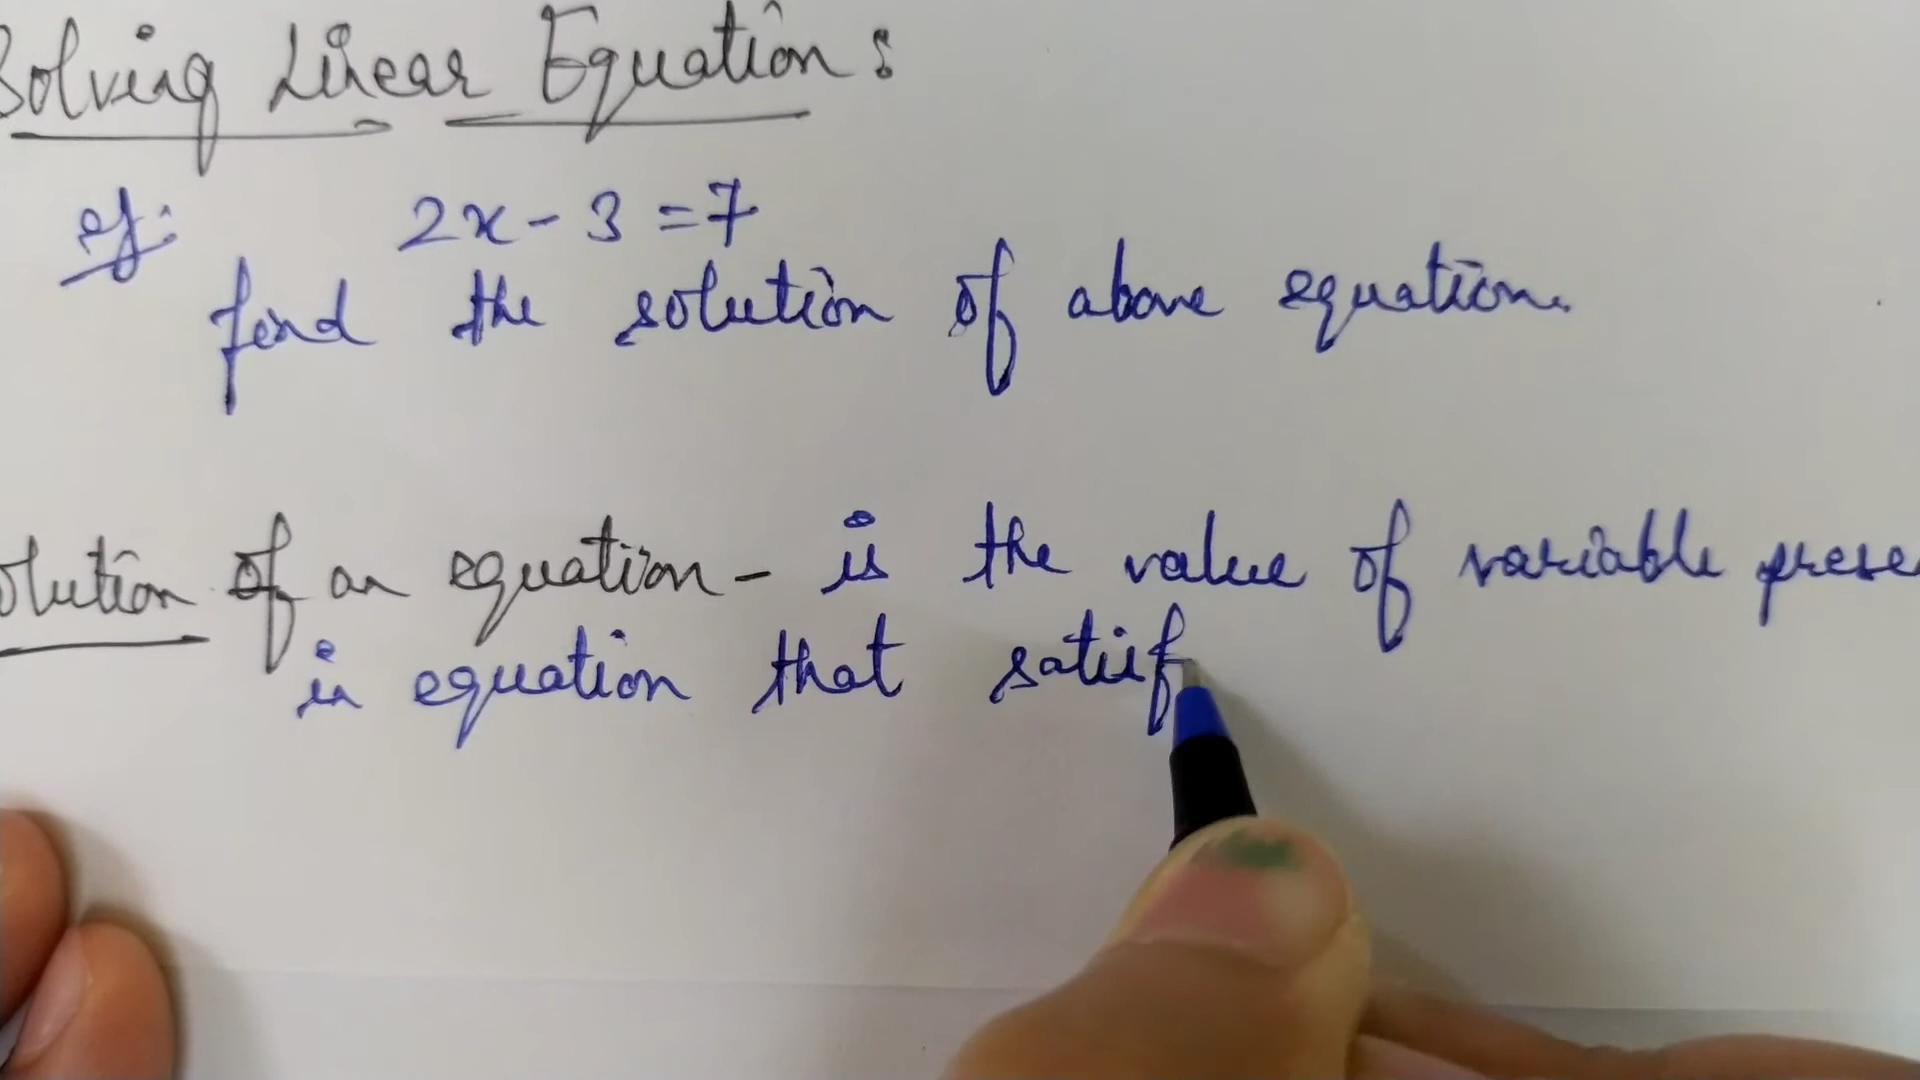 Solving Linear Equation:
eg: 2x - 3 = 7
find the solution of above equation.
olution of an equation - is the value of variable prese
in equation that satisf